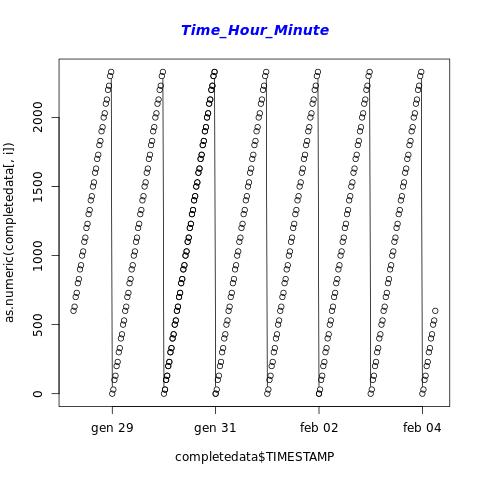 Time_Hour_Minute
as.numeric(completedata[, i])
2000
1500
1000
500
0
gen 29
gen 31
feb 02
feb 04
completedata$TIMESTAMP